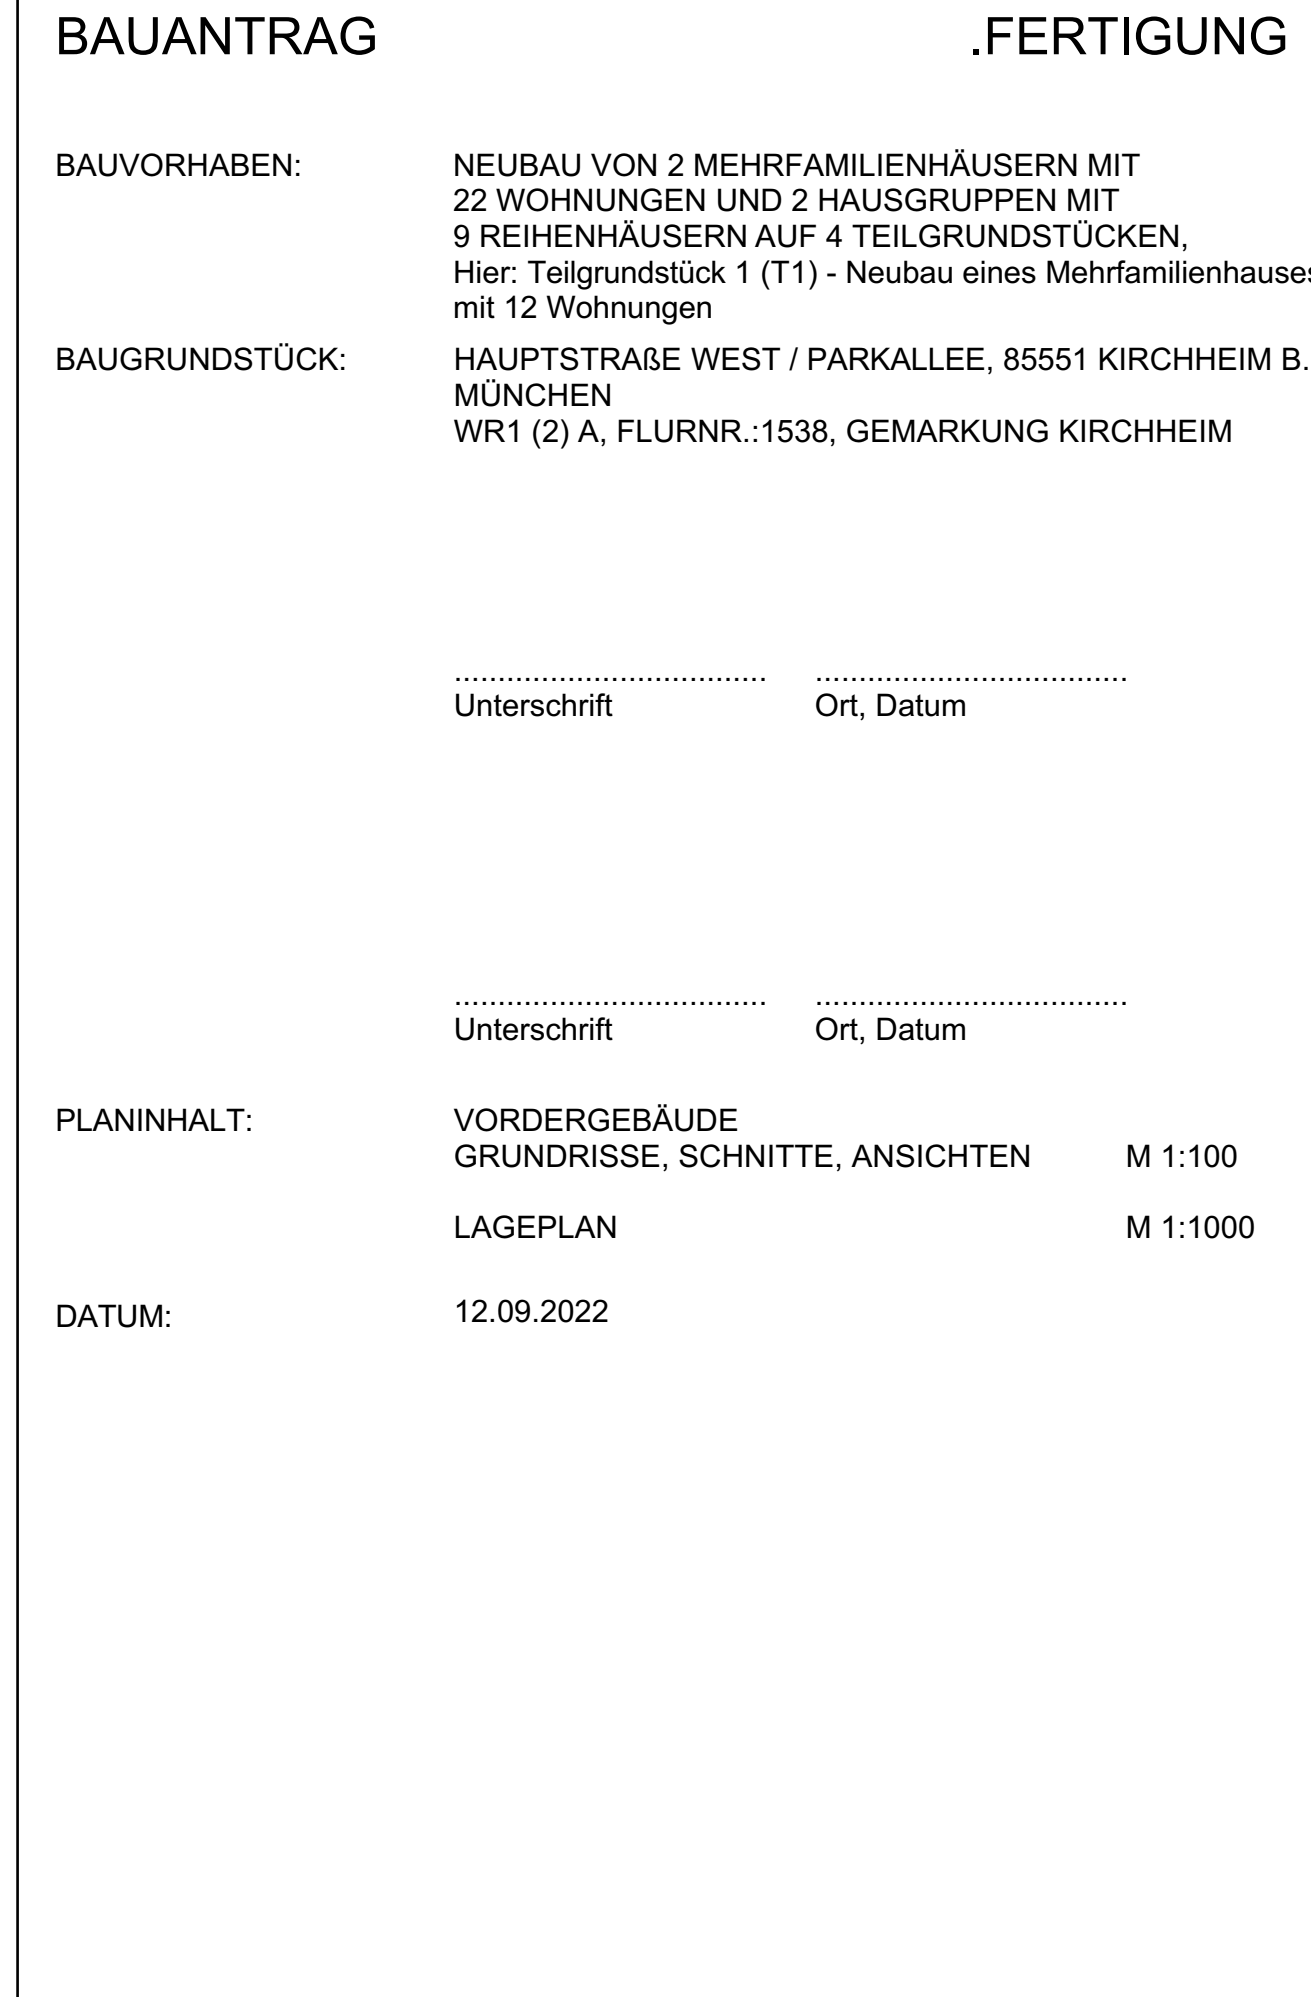 BAUANTRAG .FERTIGUNG
BAUVORHABEN: NEUBAU VON 2 MEHRFAMILIENHÄUSERN MIT
22 WOHNUNGEN UND 2 HAUSGRUPPEN MIT
9 REIHENHÄUSERN AUF 4 TEILGRUNDSTÜCKEN,
Hier: Teilgrundstück 1 (T1) - Neubau eines Mehrfamilienhauses
mit 12 Wohnungen
BAUGRUNDSTÜCK: HAUPTSTRAßE WEST / PARKALLEE, 85551 KIRCHHEIM B.
MÜNCHEN
WR1 (2) A, FLURNR.:1538, GEMARKUNG KIRCHHEIM
.................................... ....................................
Unterschrift Ort, Datum
.................................... ....................................
Unterschrift Ort, Datum
PLANINHALT: VORDERGEBÄUDE
GRUNDRISSE, SCHNITTE, ANSICHTEN M 1:100
LAGEPLAN M 1:1000
DATUM: 12.09.2022